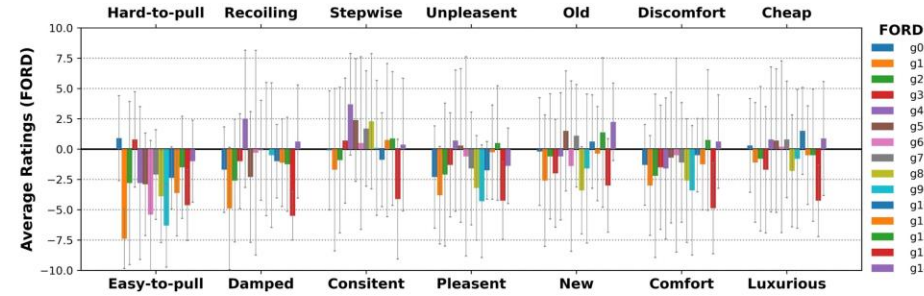 Hard-to-pull Recoiling Stepwise Unpleasent Old Discomfort Cheap
FORD
10.0
7.5
5.0
2.5
0.0
−2.5
−5.0
−7.5
−10.0
Average Ratings (FORD)
g0
g1
g2
g3
g4
g5
g6
g7
g8
g9
g1
g1
g1
g1
g1
Easy-to-pull Damped Consitent Pleasent New Comfort Luxurious